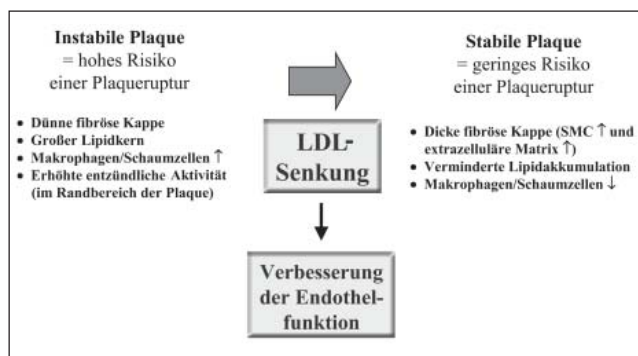 Instabile Plaque
= hohes Risiko
einer Plaqueruptur
• Dünne fibröse Kappe
• Großer Lipidkern
• Makrophagen/Schaumzellen ↑
• Erhöhte entzündliche Aktivität
(im Randbereich der Plaque)
LDL-
Senkung
Verbesserung
der Endothel-
funktion
Stabile Plaque
= geringes Risiko
einer Plaqueruptur
• Dicke fibröse Kappe (SMC ↑ und
extrazelluläre Matrix ↑)
• Verminderte Lipidakkumulation
• Makrophagen/Schaumzellen ↓